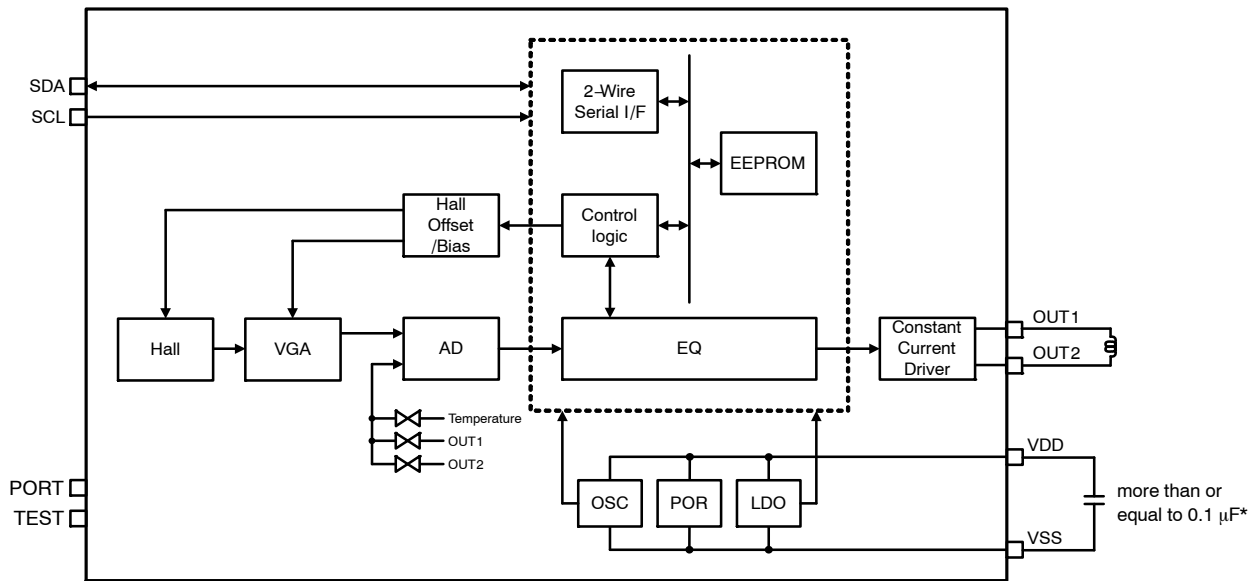 SDA
SCL
2–Wire
Serial I/F
EEPROM
Hall
Offset
/Bias
Control
logic
Hall
VGA
AD
EQ
Constant
Current
Driver
OUT1
OUT2
Temperature
OUT1
OUT2
VDD
PORT
TEST
OSC
POR
LDO
more than or
equal to 0.1 μF*
VSS